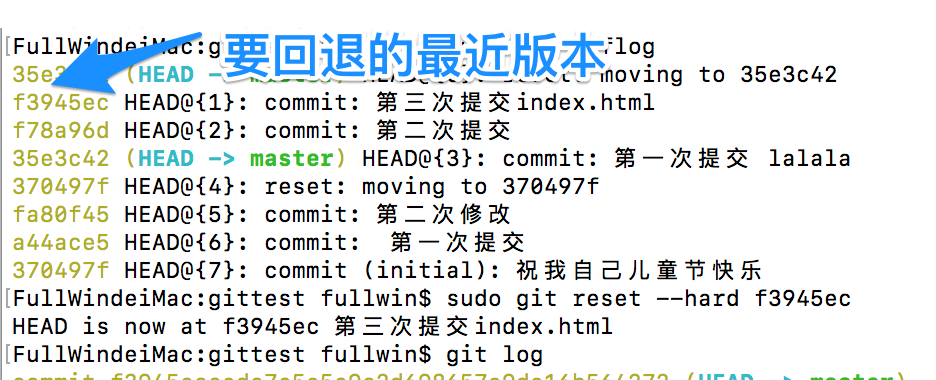 要回退的最近版本
[FullWindeiMac:gitte flog
35e3 (HEAD moving to 35e3c42
f3945ec HEAD@{1}: commit: 第三次提交index.html
f78a96d HEAD@{2}: commit: 第二次提交
35e3c42 (HEAD -> master) HEAD@{3}: commit: 第一次提交 lalala
370497f HEAD@{4}: reset: moving to 370497f
fa80f45 HEAD@{5}: commit: 第二次修改
a44ace5 HEAD@{6}: commit:  第一次提交
370497f HEAD@{7}: commit (initial): 祝我自己儿童节快乐
[FullWindeiMac:gittest fullwin$ sudo git reset --hard f3945ec
HEAD is now at f3945ec 第三次提交index.html
[FullWindeiMac:gittest fullwin$ git log